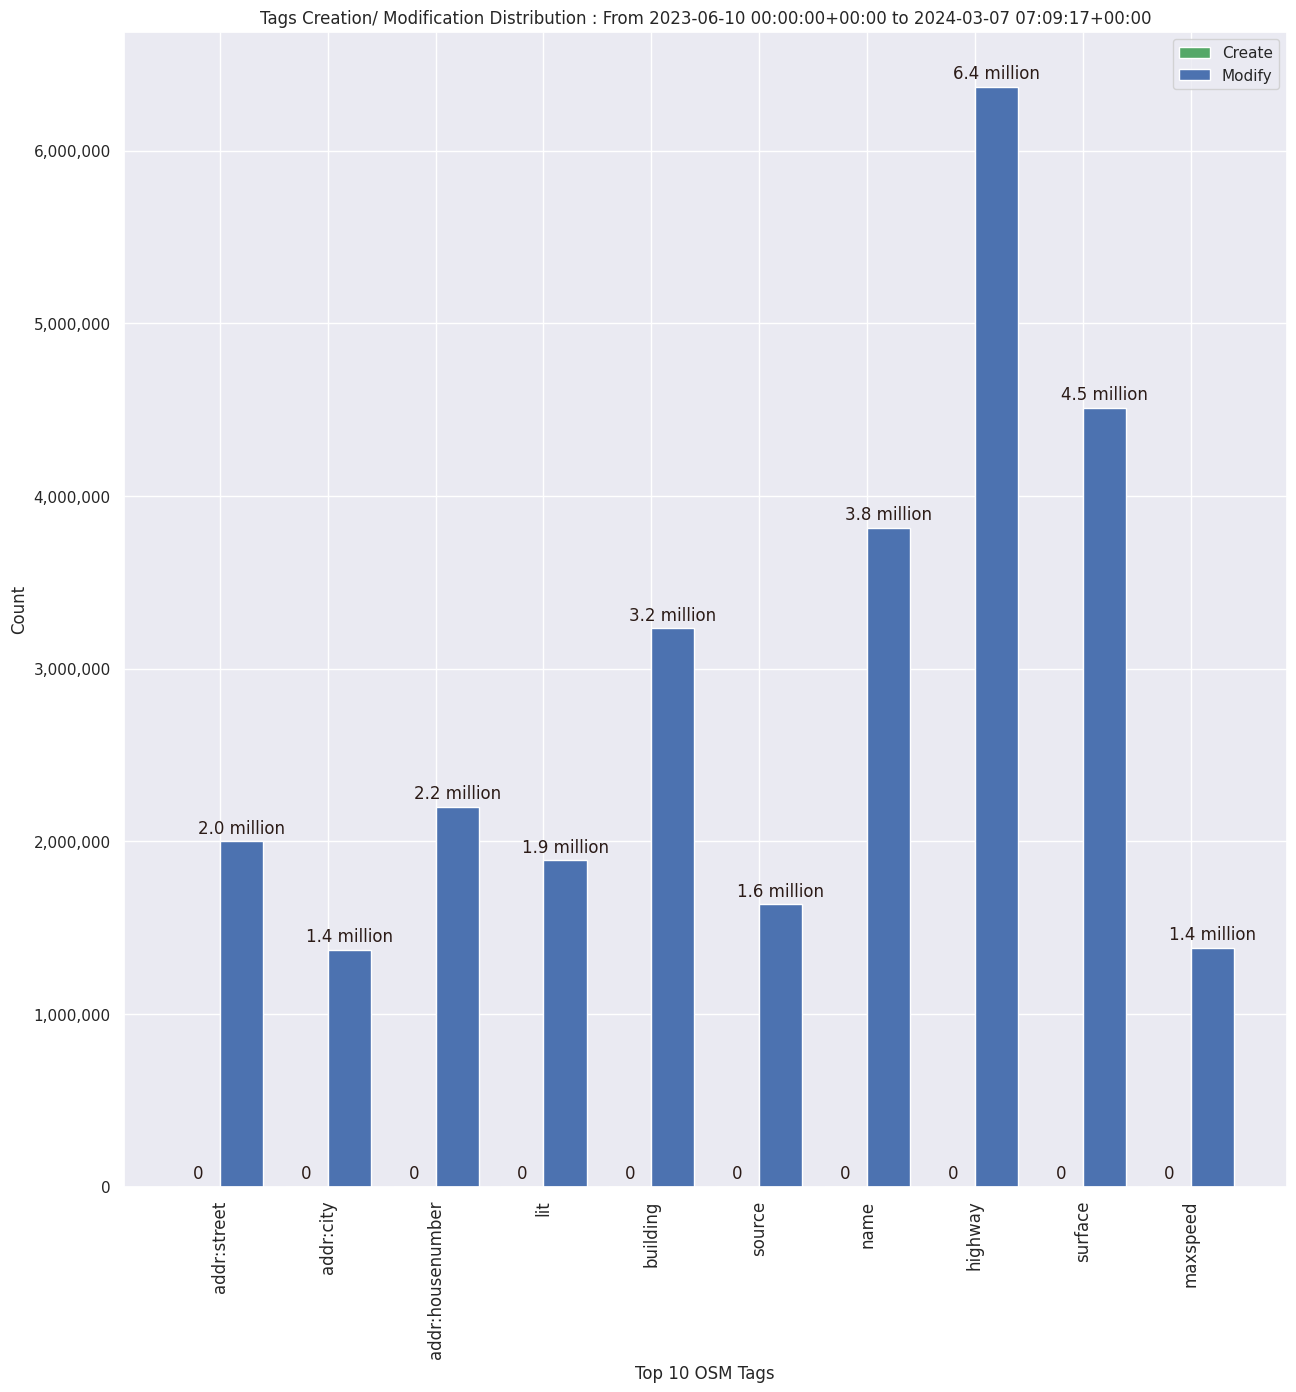 Tags Creation/ Modification Distribution : From 2023-06-10 00:00:00+00:00 to 2024-03-07 07:09:17+00:00
Create
Modify
6.4 million
6,000,000
5,000,000
4.5 million
4,000,000
3.8 million
Count
3.2 million
3,000,000
2.2 million
2.0 million
2,000,000
1.9 million
1.6 million
1.4 million
1.4 million
1,000,000
0
0
0
0
0
0
0
0
0
0
0
addr:street
addr:city
addr:housenumber
lit
building
source
name
highway
surface
maxspeed
Top 10 OSM Tags